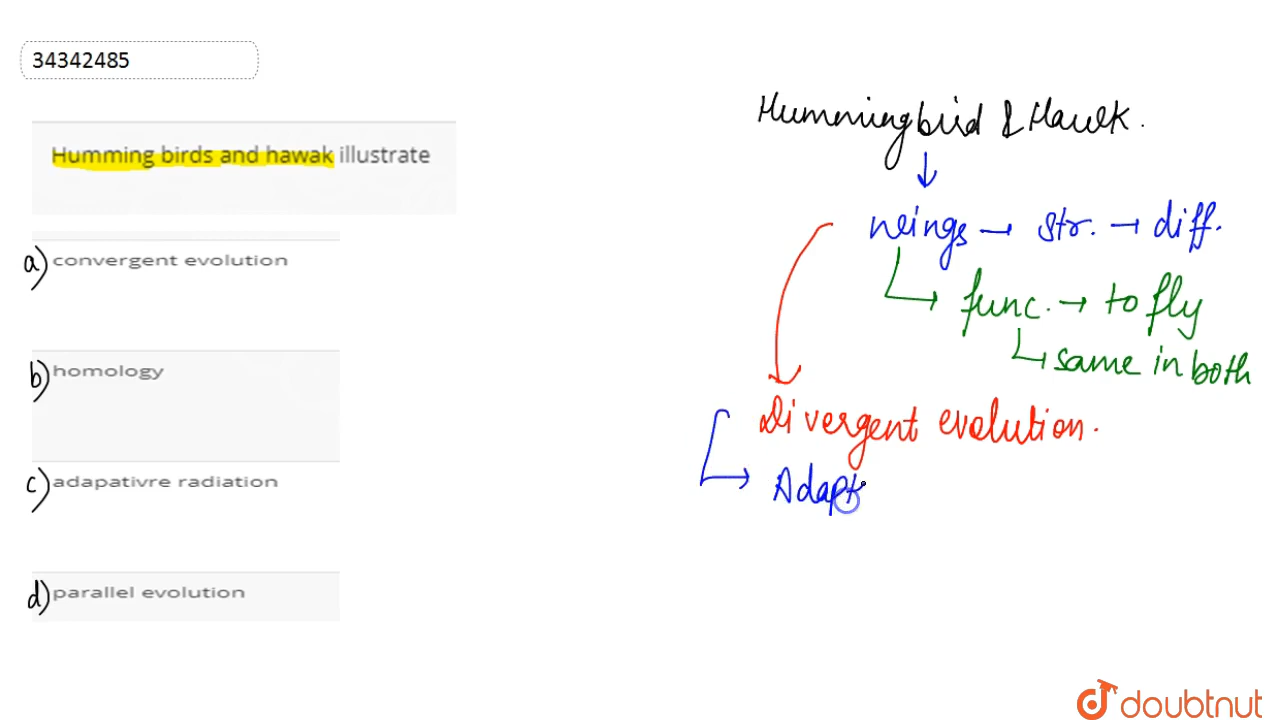 34342485
Humming birds and hawak illustrate
a) convergent evolution
b) homology
c) adapativre radiation
d) parallel evolution
Hummingbird & Hawk.
wings → str. → diff.
func. → to fly
same in both
Divergent evolution.
Adapt
doubtnut